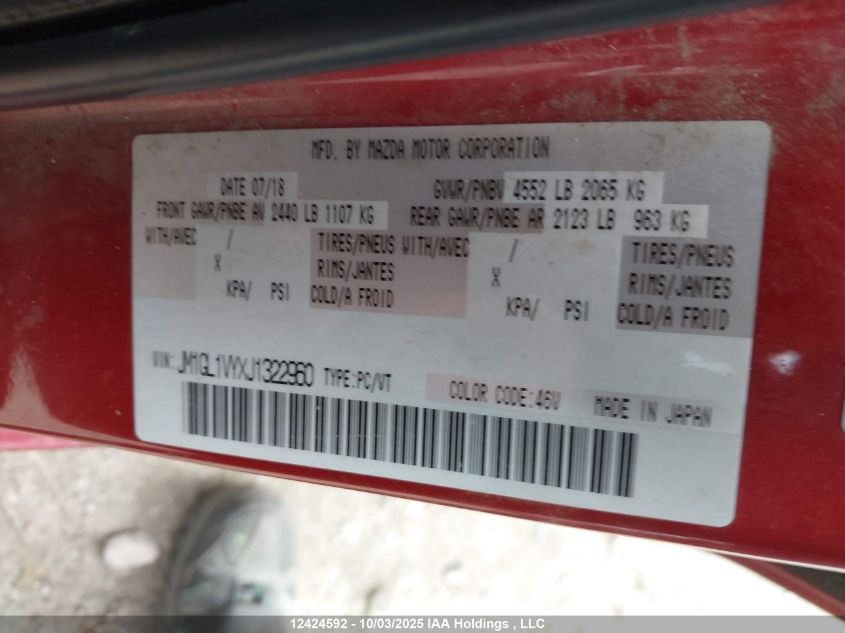 MFD. BY MAZDA MOTOR CORPORATION
DATE 07/18 GVWR/PNBV 4552 LB 2065 KG
FRONT GAWR/PNBE AV 2440 LB 1107 KG REAR GAWR/PNBE AR 2123 LB 963 KG
WITH/AVEC / TIRES/PNEUS WITH/AVEC / TIRES/PNEUS
X RIMS/JANTES X RIMS/JANTES
KPA/ PSI COLD/A FROID KPA/ PSI COLD/A FROID
VIN: JM1GL1VYXJ1322960 TYPE:PC/VT COLOR CODE:46V MADE IN JAPAN
12424592 - 10/03/2025 IAA Holdings , LLC